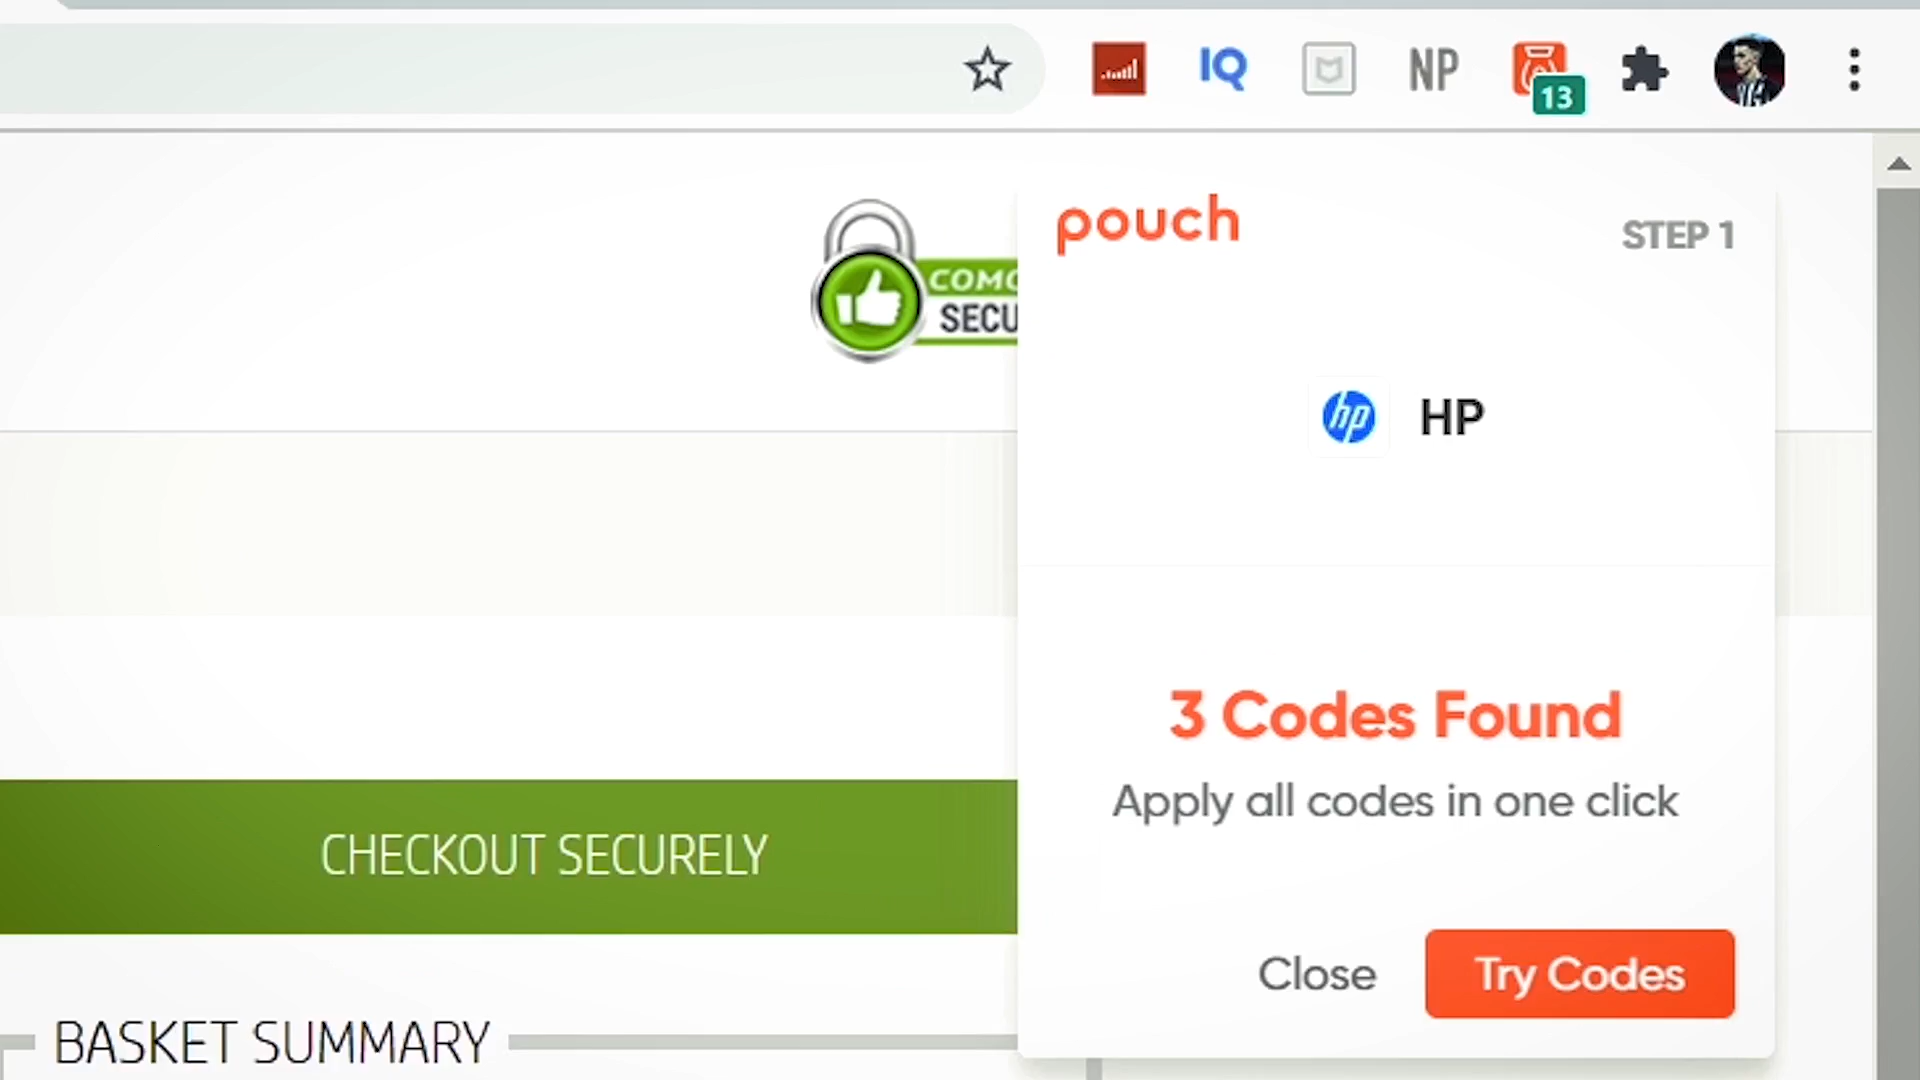 IQ
NP
13
pouch
STEP 1
COMO
SECU
hp
HP
3 Codes Found
Apply all codes in one click
CHECKOUT SECURELY
Close
Try Codes
BASKET SUMMARY